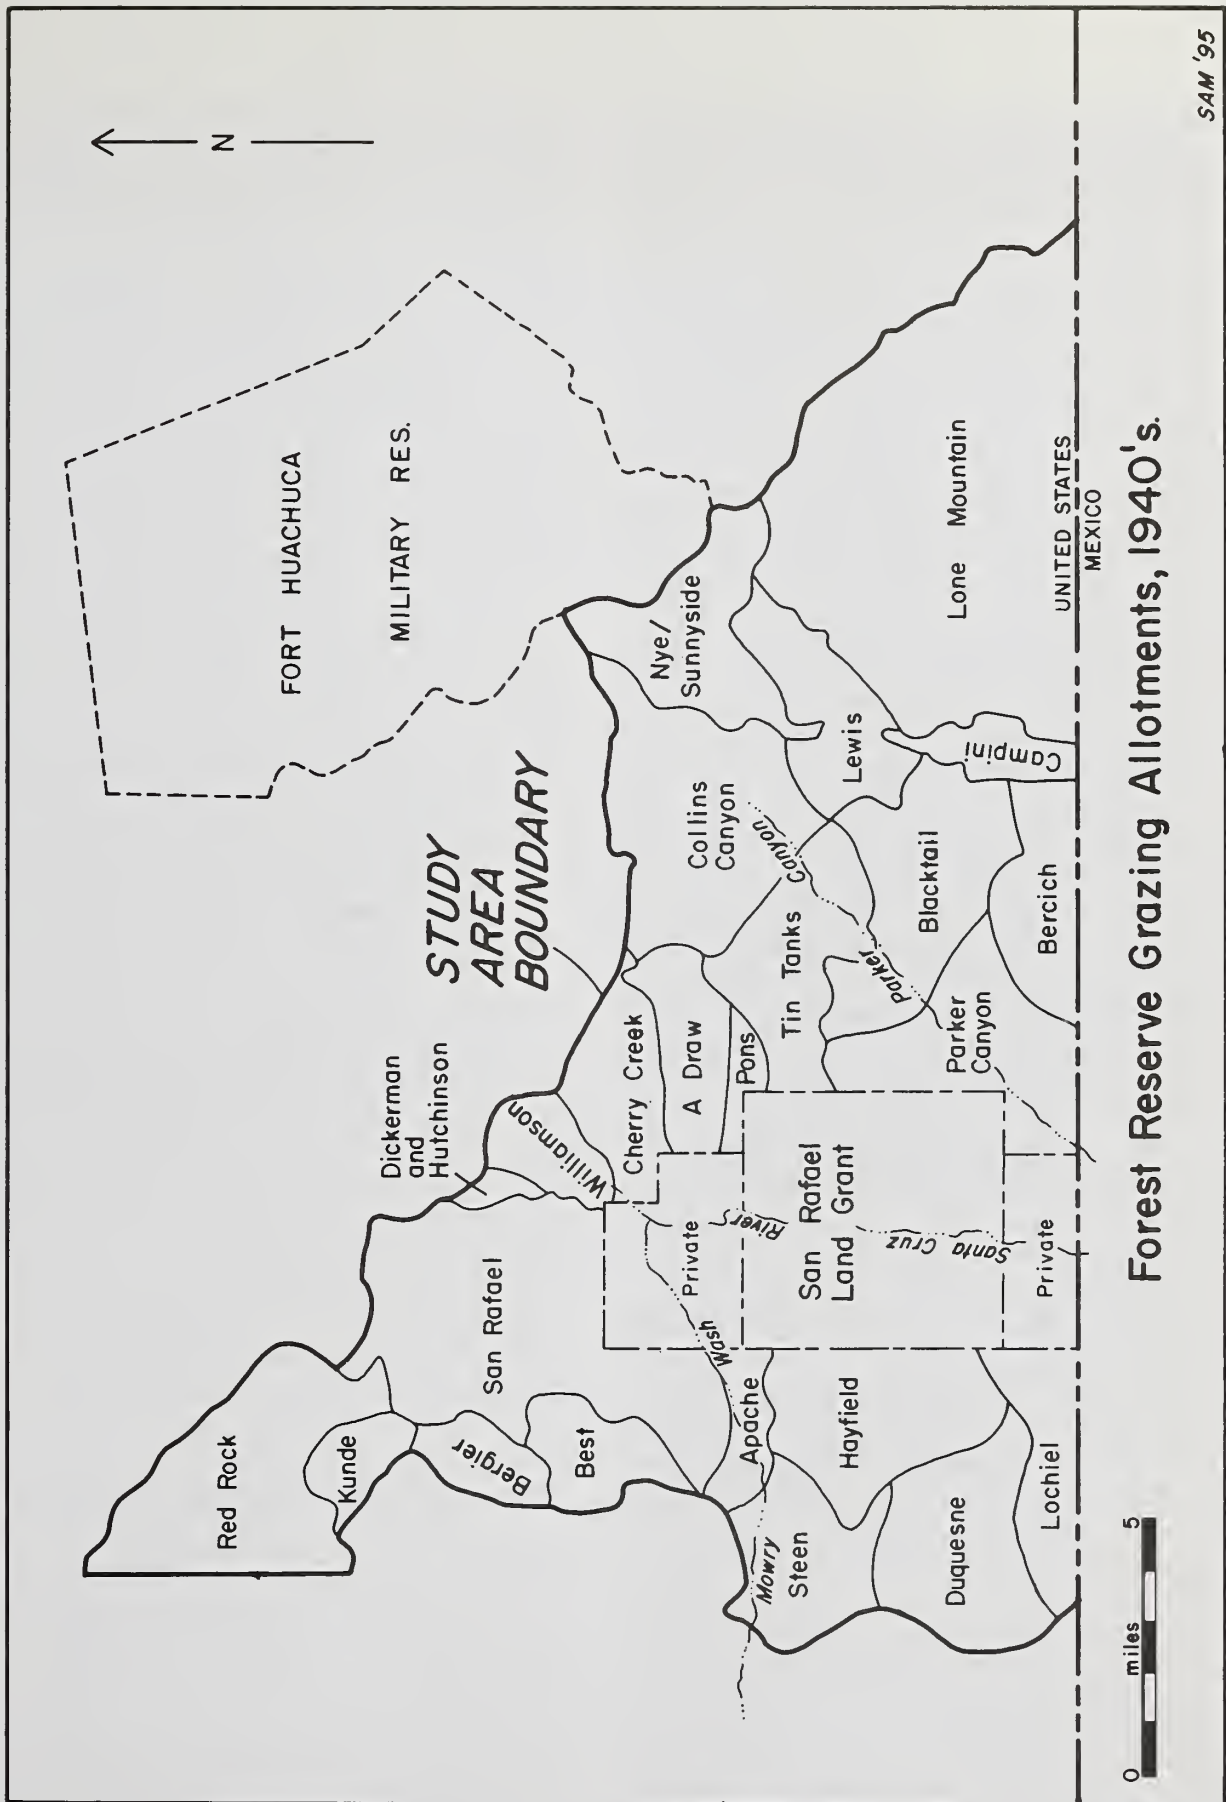 N
FORT HUACHUCA
MILITARY RES.
STUDY
AREA
BOUNDARY
Dickerman
and
Hutchinson
Red Rock
Kunde
Bergier
San Rafael
Best
Williamson
Cherry Creek
A Draw
Pons
Private
Wash
River
Apache
Mowry
Steen
Hayfield
Duquesne
Lochiel
San Rafael
Land Grant
Santa
Cruz
Private
Collins
Canyon
Nye/
Sunnyside
Tin Tanks
Canyon
Parker
Lewis
Blacktail
Parker
Canyon
Campini
Bercich
Lone Mountain
UNITED STATES
MEXICO
0 miles 5
Forest Reserve Grazing Allotments, 1940's.
SAM '95